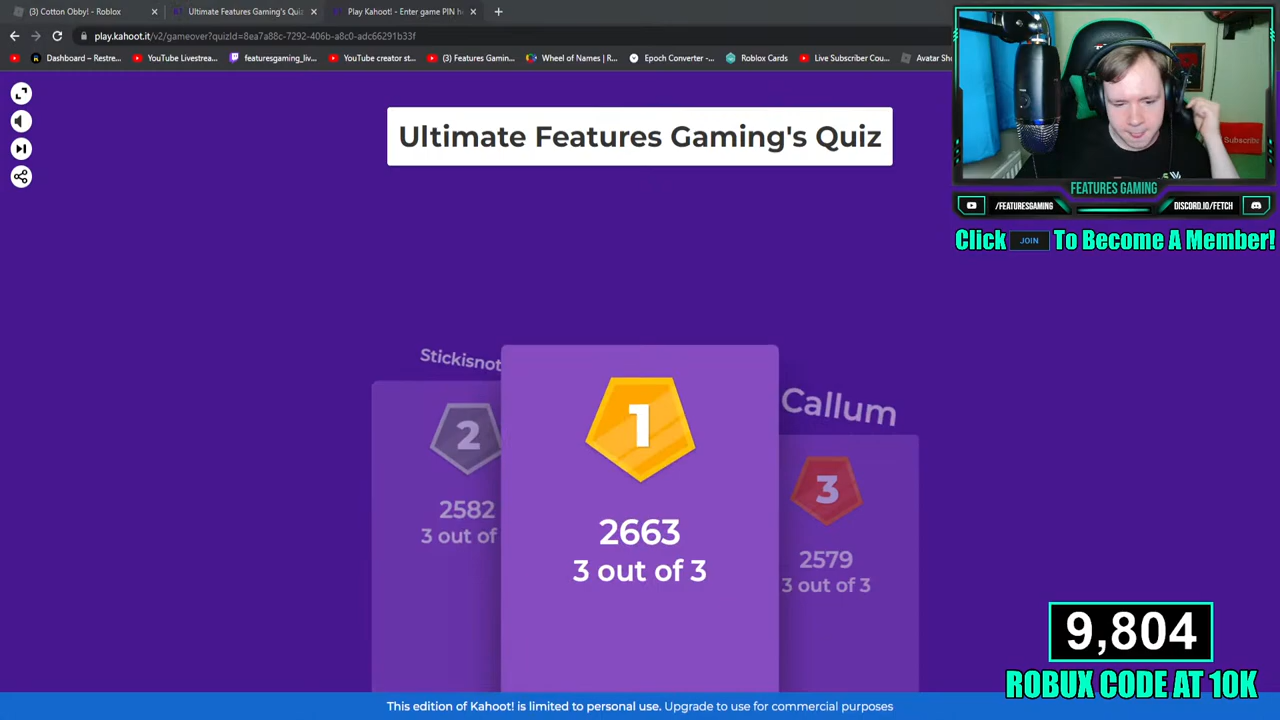 (3) Cotton Obby! - Roblox
Ultimate Features Gaming's Quiz
Play Kahoot! - Enter game PIN h
play.kahoot.it/v2/gameover?quizId=8ea7a88c-7292-406b-a8c0-adc66291b33f
Dashboard – Restre...
YouTube Livestrea...
featuresgaming_liv...
YouTube creator st...
(3) Features Gamin...
Wheel of Names | R...
Epoch Converter -...
Roblox Cards
Live Subscriber Cou...
Avatar Sho
Ultimate Features Gaming's Quiz
Subscribe
FEATURES GAMING
/FEATURESGAMING
DISCORD.IO/FETCH
Click JOIN To Become A Member!
Stickisnot
Callum
1
2
3
2663
3 out of 3
2582
3 out of
2579
3 out of 3
9,804
ROBUX CODE AT 10K
This edition of Kahoot! is limited to personal use. Upgrade to use for commercial purposes